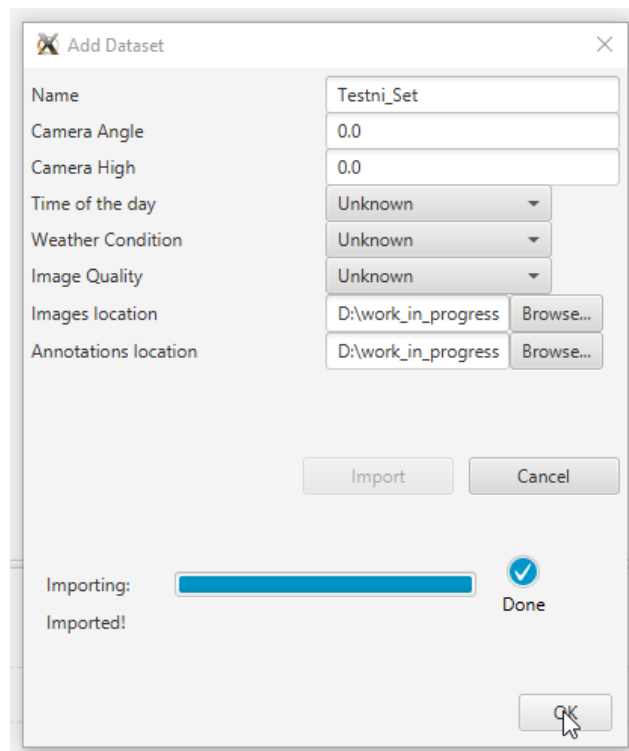 Add Dataset
Name Testni_Set
Camera Angle 0.0
Camera High 0.0
Time of the day Unknown
Weather Condition Unknown
Image Quality Unknown
Images location D:\work_in_progress Browse...
Annotations location D:\work_in_progress Browse...
Import Cancel
Importing:
Done
Imported!
OK